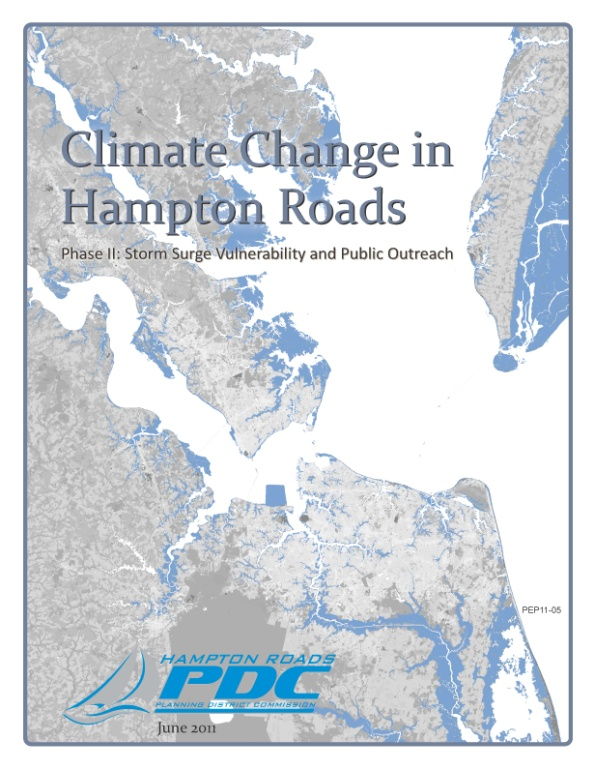 Climate Change in
Hampton Roads
Phase II: Storm Surge Vulnerability and Public Outreach
PEP11-05
HAMPTON ROADS
PDC
PLANNING DISTRICT COMMISSION
June 2011